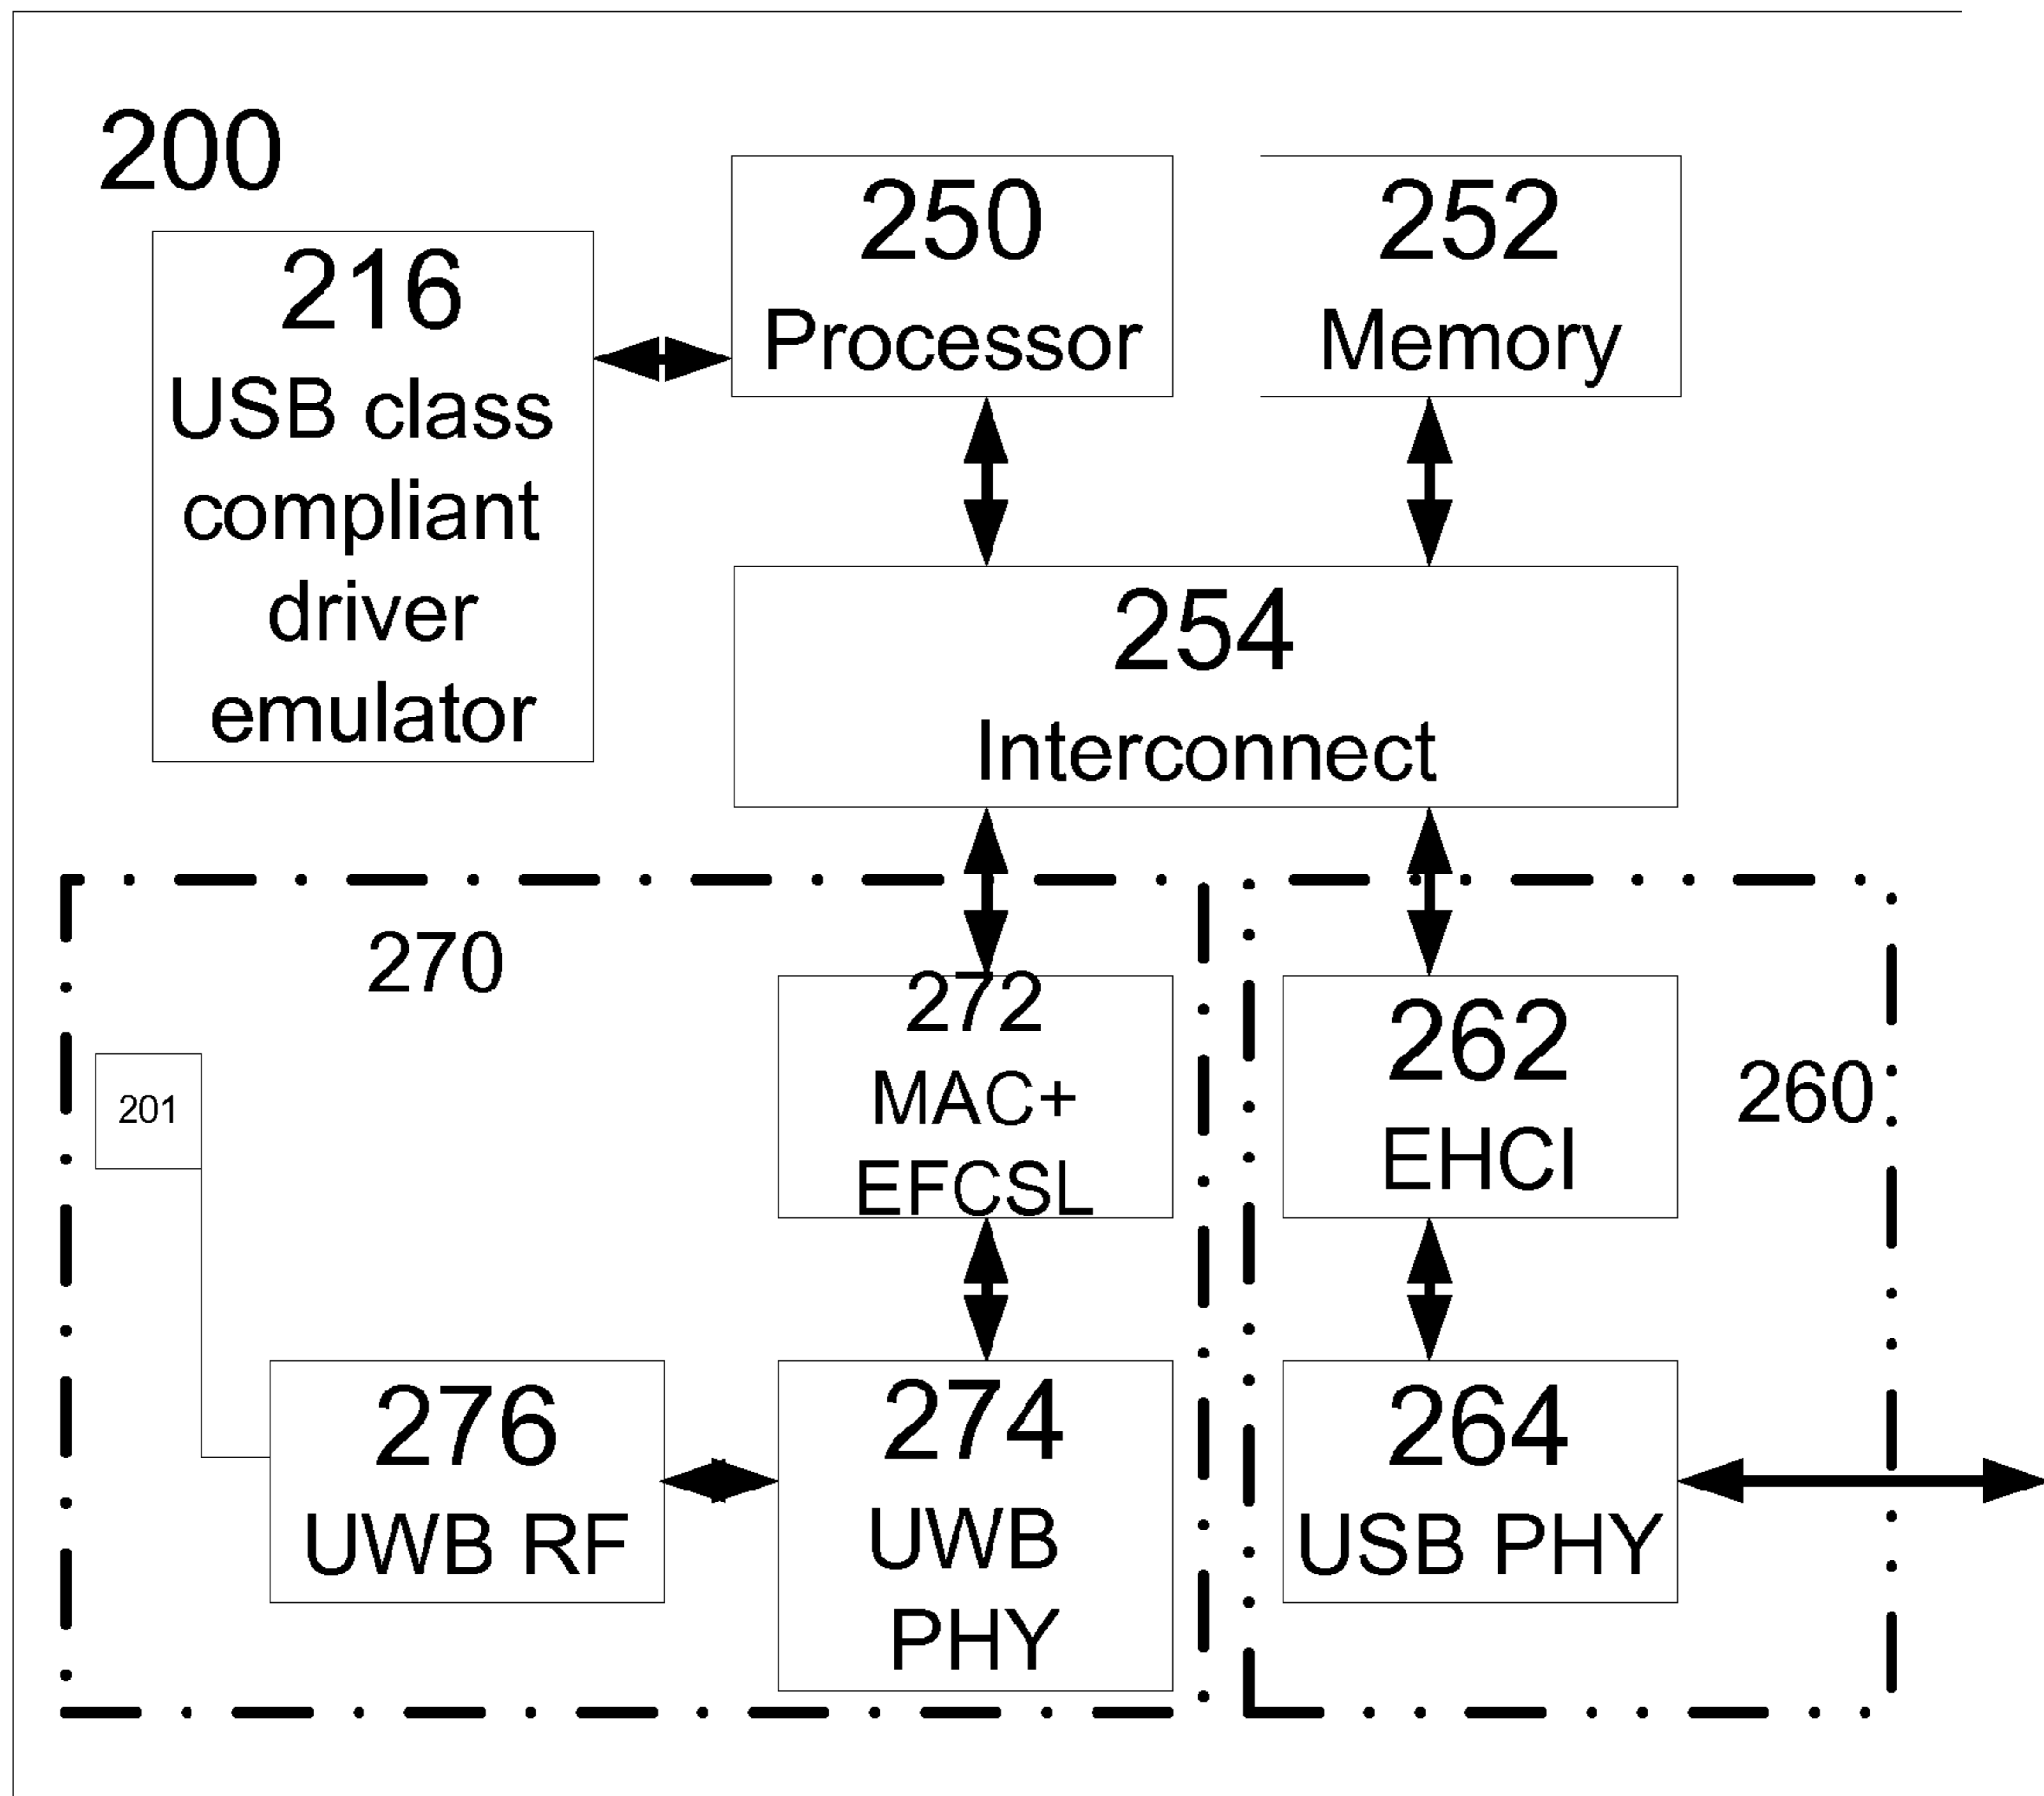 200
216
USB class
compliant
driver
emulator
250
Processor
252
Memory
254
Interconnect
270
272
MAC+
EFCSL
201
276
UWB RF
274
UWB
PHY
262
EHCI
260
264
USB PHY